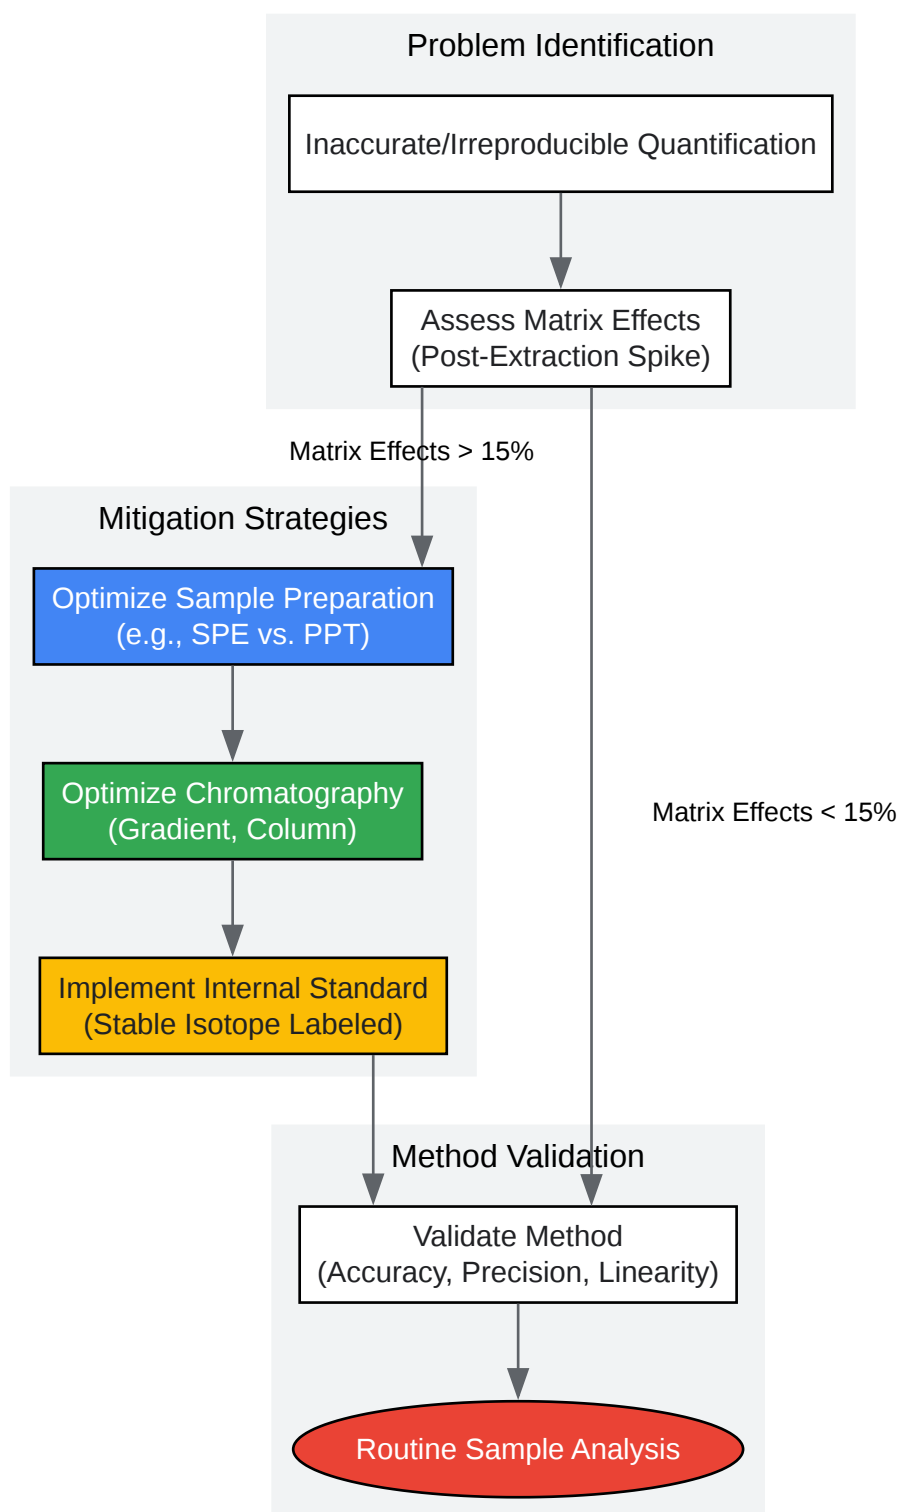 Problem Identification
Inaccurate/Irreproducible Quantification
Assess Matrix Effects
(Post-Extraction Spike)
Matrix Effects > 15%
Mitigation Strategies
Optimize Sample Preparation
(e.g., SPE vs. PPT)
Optimize Chromatography
(Gradient, Column)
Matrix Effects < 15%
Implement Internal Standard
(Stable Isotope Labeled)
Method Validation
Validate Method
(Accuracy, Precision, Linearity)
Routine Sample Analysis